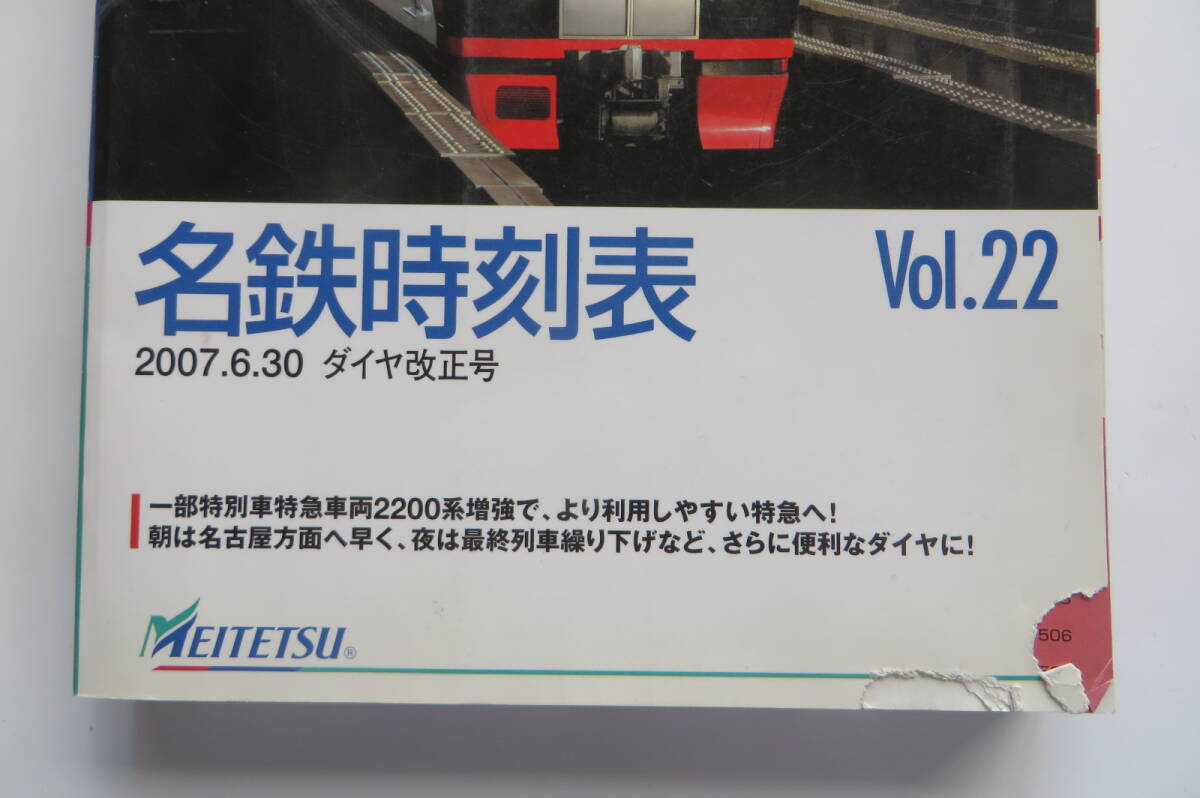 名鉄時刻表
Vol.22
2007.6.30 ダイヤ改正号
一部特別車特急車両2200系増強で、より利用しやすい特急へ!
朝は名古屋方面へ早く、夜は最終列車繰り下げなど、さらに便利なダイヤに!
MEITETSU®
506